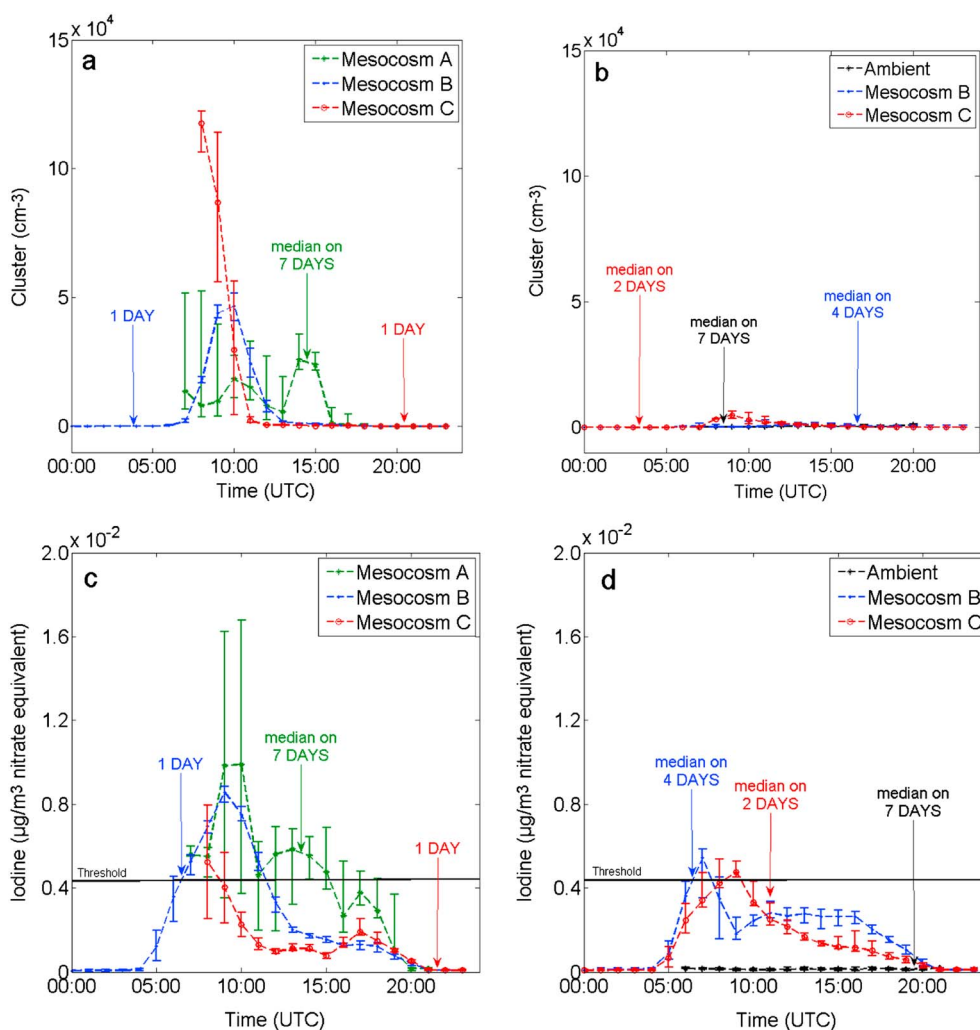 x 10⁴
15
10
5
0
Cluster (cm-3)
a
Mesocosm A
Mesocosm B
Mesocosm C
1 DAY
median on
7 DAYS
1 DAY
00:00 05:00 10:00 15:00 20:00
Time (UTC)
x 10⁴
15
10
5
0
Cluster (cm-3)
b
Ambient
Mesocosm B
Mesocosm C
median on
2 DAYS
median on
7 DAYS
median on
4 DAYS
00:00 05:00 10:00 15:00 20:00
Time (UTC)
x 10⁻²
2.0
1.6
1.2
0.8
0.4
0
Iodine (µg/m³ nitrate equivalent)
c
Mesocosm A
Mesocosm B
Mesocosm C
1 DAY
median on
7 DAYS
1 DAY
Threshold
00:00 05:00 10:00 15:00 20:00
Time (UTC)
x 10⁻²
2.0
1.6
1.2
0.8
0.4
0
Iodine (µg/m³ nitrate equivalent)
d
Ambient
Mesocosm B
Mesocosm C
median on
4 DAYS
median on
2 DAYS
median on
7 DAYS
Threshold
00:00 05:00 10:00 15:00 20:00
Time (UTC)